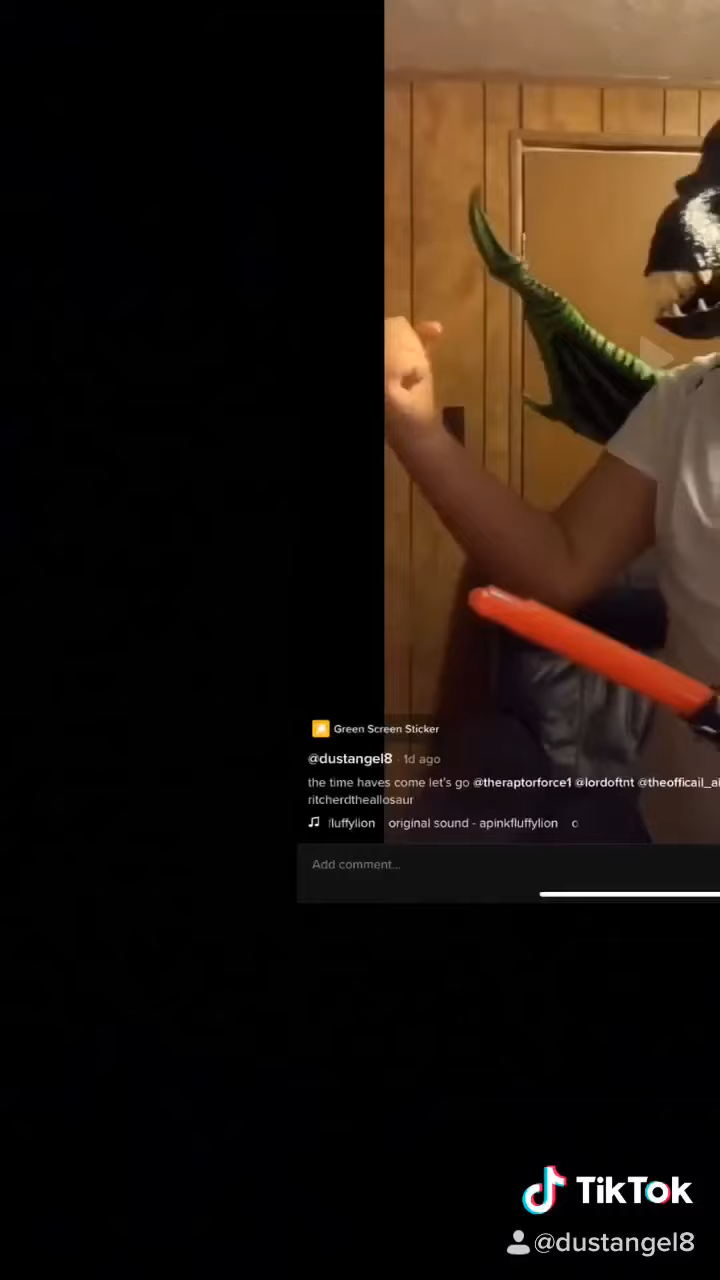 Green Screen Sticker
@dustangel8 · 1d ago
the time haves come let's go @theraptorforce1 @lordoftnt @theofficail_
ritcherdtheallosaur
fluffylion original sound - apinkfluffylion
Add comment...
TikTok
@dustangel8